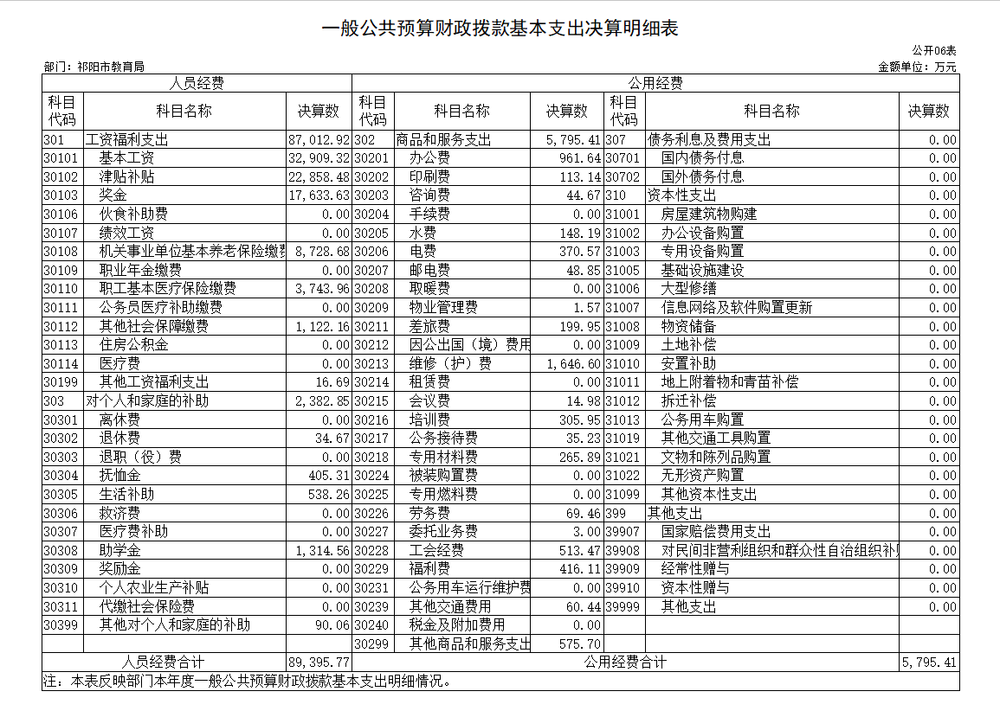 一般公共预算财政拨款基本支出决算明细表
公开06表
部门：祁阳市教育局 金额单位：万元
人员经费 公用经费
科目代码 科目名称 决算数 科目代码 科目名称 决算数 科目代码 科目名称 决算数
301 工资福利支出 87,012.92 302 商品和服务支出 5,795.41 307 债务利息及费用支出 0.00
30101 基本工资 32,909.32 30201 办公费 961.64 30701 国内债务付息 0.00
30102 津贴补贴 22,858.48 30202 印刷费 113.14 30702 国外债务付息 0.00
30103 奖金 17,633.63 30203 咨询费 44.67 310 资本性支出 0.00
30106 伙食补助费 0.00 30204 手续费 0.00 31001 房屋建筑物购建 0.00
30107 绩效工资 0.00 30205 水费 148.19 31002 办公设备购置 0.00
30108 机关事业单位基本养老保险缴费 8,728.68 30206 电费 370.57 31003 专用设备购置 0.00
30109 职业年金缴费 0.00 30207 邮电费 48.85 31005 基础设施建设 0.00
30110 职工基本医疗保险缴费 3,743.96 30208 取暖费 0.00 31006 大型修缮 0.00
30111 公务员医疗补助缴费 0.00 30209 物业管理费 1.57 31007 信息网络及软件购置更新 0.00
30112 其他社会保障缴费 1,122.16 30211 差旅费 199.95 31008 物资储备 0.00
30113 住房公积金 0.00 30212 因公出国（境）费用 0.00 31009 土地补偿 0.00
30114 医疗费 0.00 30213 维修（护）费 1,646.60 31010 安置补助 0.00
30199 其他工资福利支出 16.69 30214 租赁费 0.00 31011 地上附着物和青苗补偿 0.00
303 对个人和家庭的补助 2,382.85 30215 会议费 14.98 31012 拆迁补偿 0.00
30301 离休费 0.00 30216 培训费 305.95 31013 公务用车购置 0.00
30302 退休费 34.67 30217 公务接待费 35.23 31019 其他交通工具购置 0.00
30303 退职（役）费 0.00 30218 专用材料费 265.89 31021 文物和陈列品购置 0.00
30304 抚恤金 405.31 30224 被装购置费 0.00 31022 无形资产购置 0.00
30305 生活补助 538.26 30225 专用燃料费 0.00 31099 其他资本性支出 0.00
30306 救济费 0.00 30226 劳务费 69.46 399 其他支出 0.00
30307 医疗费补助 0.00 30227 委托业务费 3.00 39907 国家赔偿费用支出 0.00
30308 助学金 1,314.56 30228 工会经费 513.47 39908 对民间非营利组织和群众性自治组织补贴 0.00
30309 奖励金 0.00 30229 福利费 416.11 39909 经常性赠与 0.00
30310 个人农业生产补贴 0.00 30231 公务用车运行维护费 0.00 39910 资本性赠与 0.00
30311 代缴社会保险费 0.00 30239 其他交通费用 60.44 39999 其他支出 0.00
30399 其他对个人和家庭的补助 90.06 30240 税金及附加费用 0.00
30299 其他商品和服务支出 575.70
人员经费合计 89,395.77 公用经费合计 5,795.41
注：本表反映部门本年度一般公共预算财政拨款基本支出明细情况。